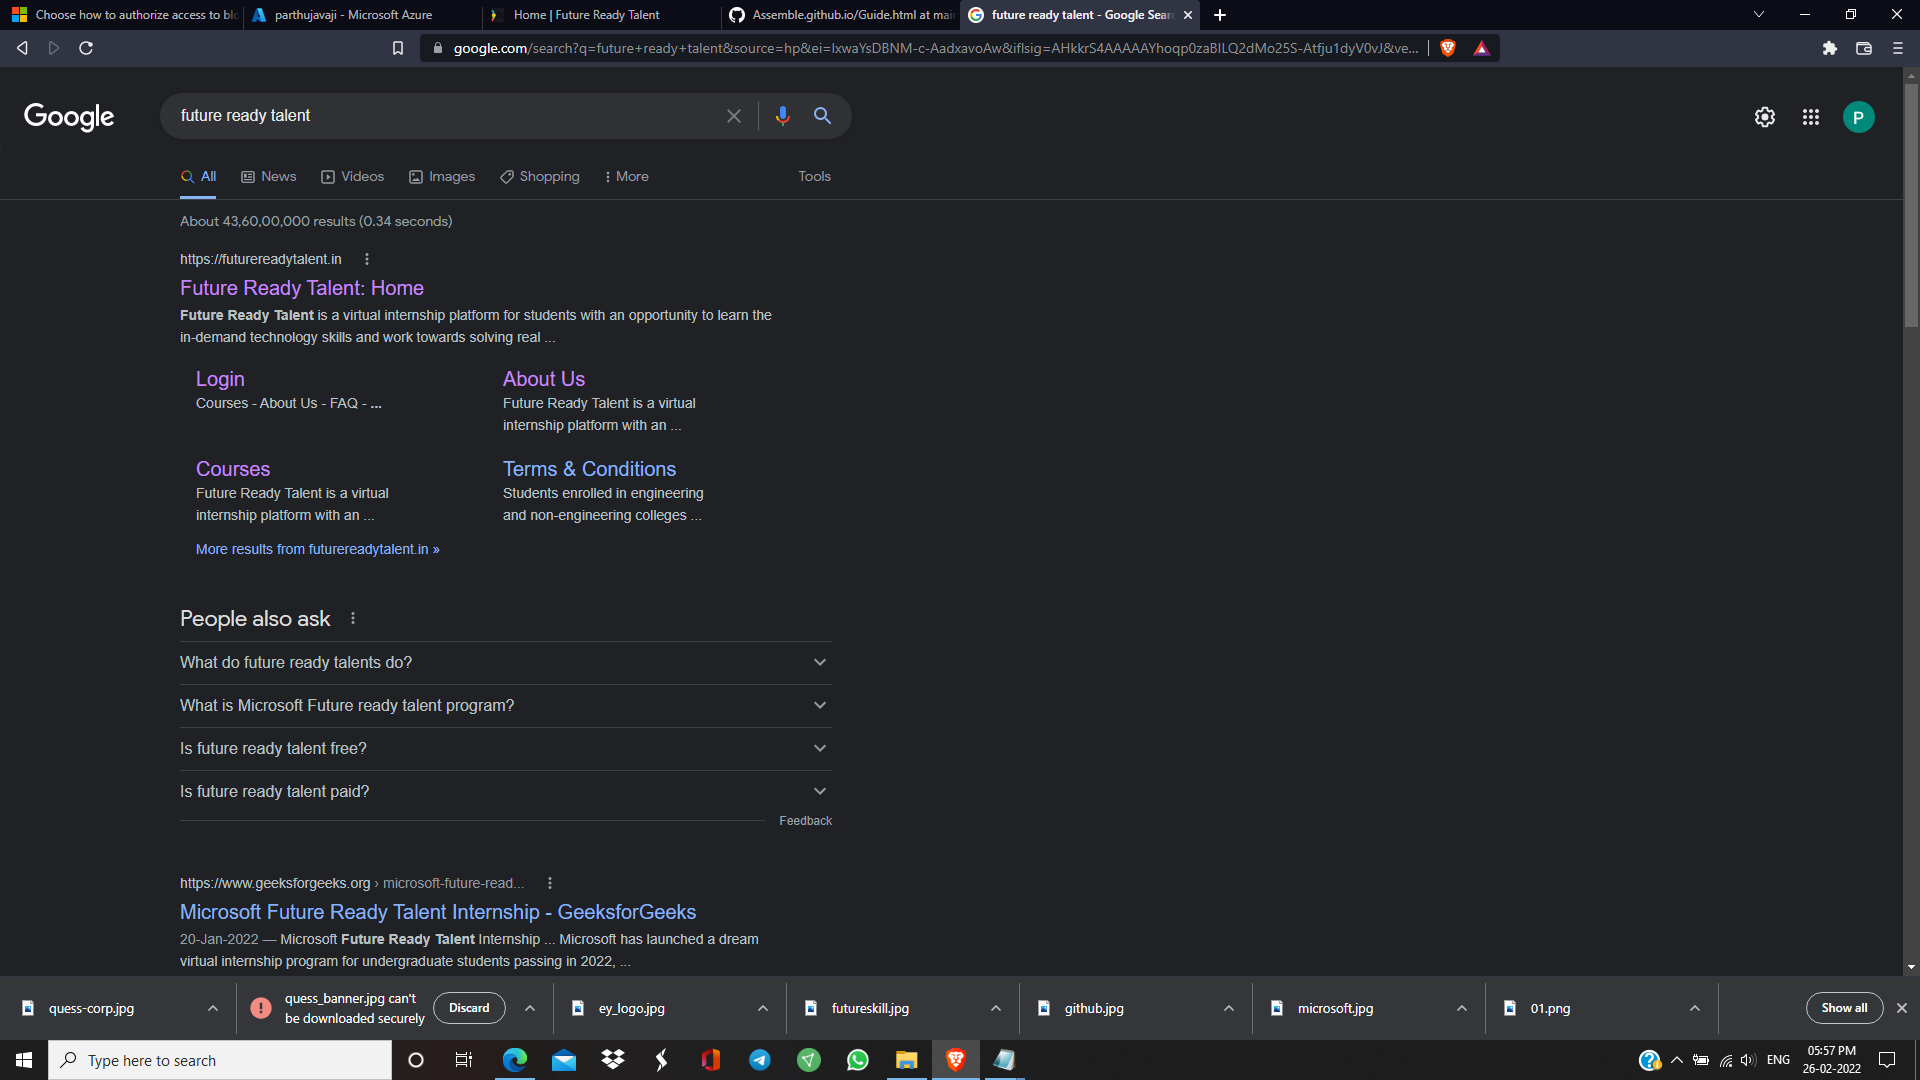 Choose how to authorize access to blo
parthujavaji - Microsoft Azure
Home | Future Ready Talent
Assemble.github.io/Guide.html at mai
future ready talent - Google Sear
google.com/search?q=future+ready+talent&source=hp&ei=IxwaYsDBNM-c-AadxavoAw&iflsig=AHkkrS4AAAAAYhoqp0zaBILQ2dMo25S-Atfju1dyV0vJ&ve...
Google
future ready talent
P
All
News
Videos
Images
Shopping
More
Tools
About 43,60,00,000 results (0.34 seconds)
https://futurereadytalent.in
Future Ready Talent: Home
Future Ready Talent is a virtual internship platform for students with an opportunity to learn the
in-demand technology skills and work towards solving real ...
Login
Courses - About Us - FAQ - ...
About Us
Future Ready Talent is a virtual
internship platform with an ...
Courses
Future Ready Talent is a virtual
internship platform with an ...
Terms & Conditions
Students enrolled in engineering
and non-engineering colleges ...
More results from futurereadytalent.in »
People also ask
What do future ready talents do?
What is Microsoft Future ready talent program?
Is future ready talent free?
Is future ready talent paid?
Feedback
https://www.geeksforgeeks.org › microsoft-future-read...
Microsoft Future Ready Talent Internship - GeeksforGeeks
20-Jan-2022 — Microsoft Future Ready Talent Internship ... Microsoft has launched a dream
virtual internship program for undergraduate students passing in 2022, ...
quess-corp.jpg
quess_banner.jpg can't
be downloaded securely
Discard
ey_logo.jpg
futureskill.jpg
github.jpg
microsoft.jpg
01.png
Show all
Type here to search
ENG
05:57 PM
26-02-2022